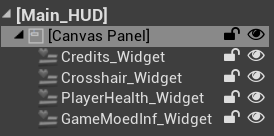 [Main_HUD]
[Canvas Panel]
Credits_Widget
Crosshair_Widget
PlayerHealth_Widget
GameMoedInf_Widget